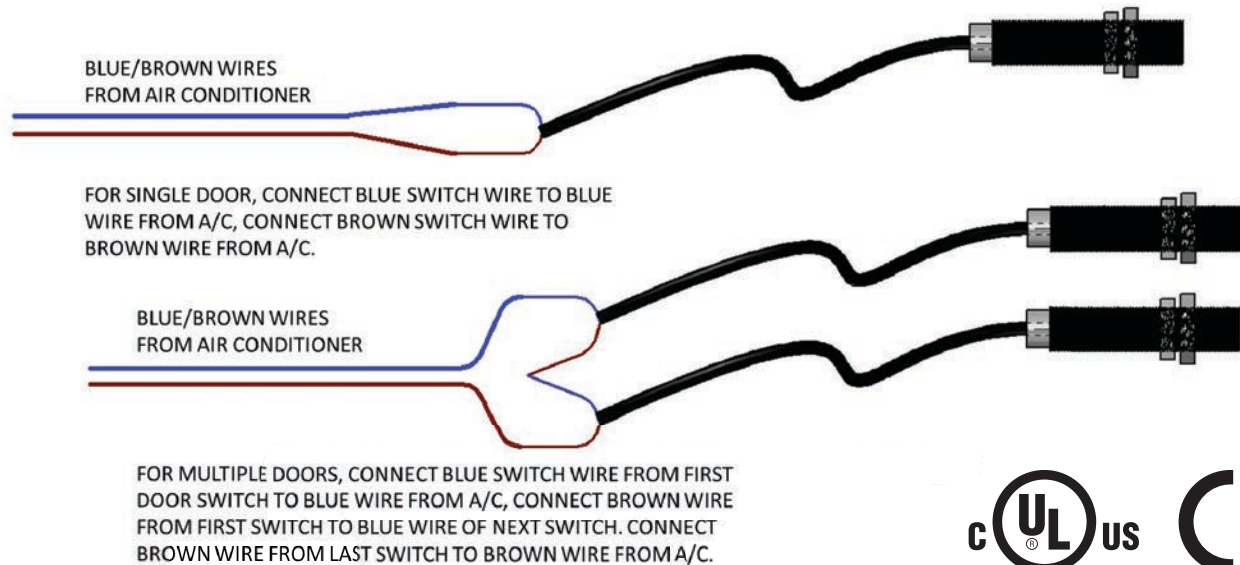 BLUE/BROWN WIRES
FROM AIR CONDITIONER
FOR SINGLE DOOR, CONNECT BLUE SWITCH WIRE TO BLUE
WIRE FROM A/C, CONNECT BROWN SWITCH WIRE TO
BROWN WIRE FROM A/C.
BLUE/BROWN WIRES
FROM AIR CONDITIONER
FOR MULTIPLE DOORS, CONNECT BLUE SWITCH WIRE FROM FIRST
DOOR SWITCH TO BLUE WIRE FROM A/C, CONNECT BROWN WIRE
FROM FIRST SWITCH TO BLUE WIRE OF NEXT SWITCH. CONNECT
BROWN WIRE FROM LAST SWITCH TO BROWN WIRE FROM A/C.
C UL ® US C